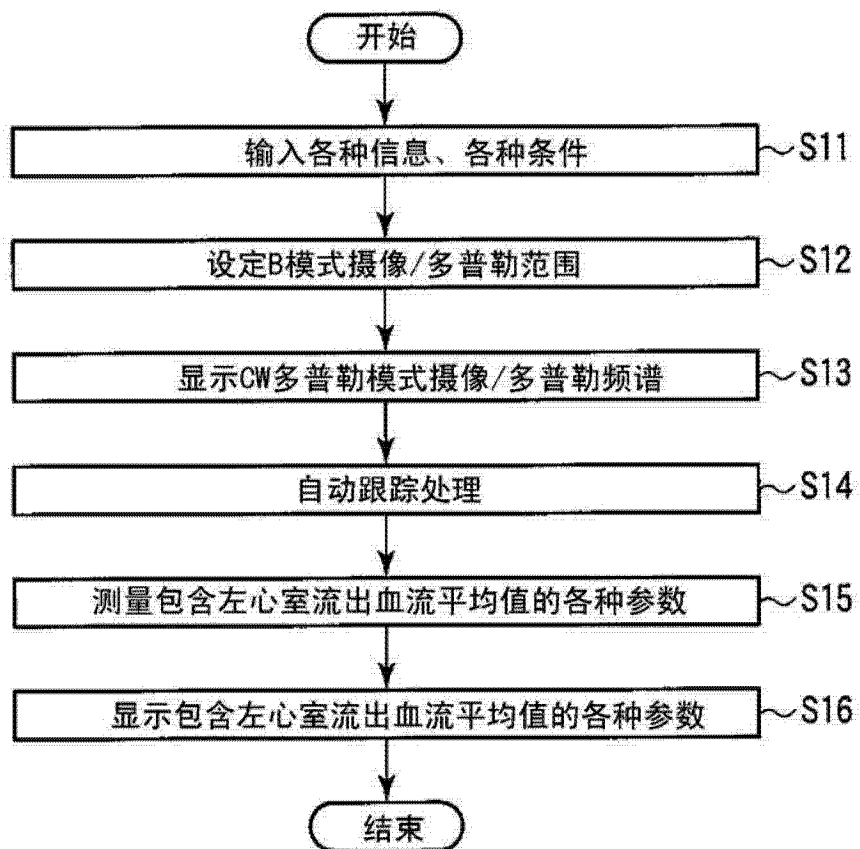 开始
输入各种信息、各种条件 ~S11
设定B模式摄像/多普勒范围 ~S12
显示CW多普勒模式摄像/多普勒频谱 ~S13
自动跟踪处理 ~S14
测量包含左心室流出血流平均值的各种参数 ~S15
显示包含左心室流出血流平均值的各种参数 ~S16
结束